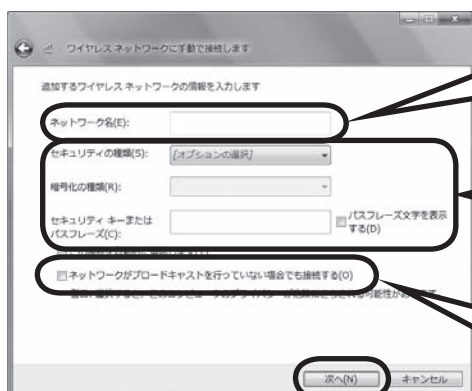 ワイヤレス ネットワークに手動で接続します
追加するワイヤレス ネットワークの情報を入力します
ネットワーク名(E):
セキュリティの種類(S): [オプションの選択]
暗号化の種類(R):
セキュリティ キーまたは
パスフレーズ(C):
パスフレーズ文字を表示
する(D)
ネットワークがブロードキャストを行っていない場合でも接続する(O)
次へ(N) キャンセル